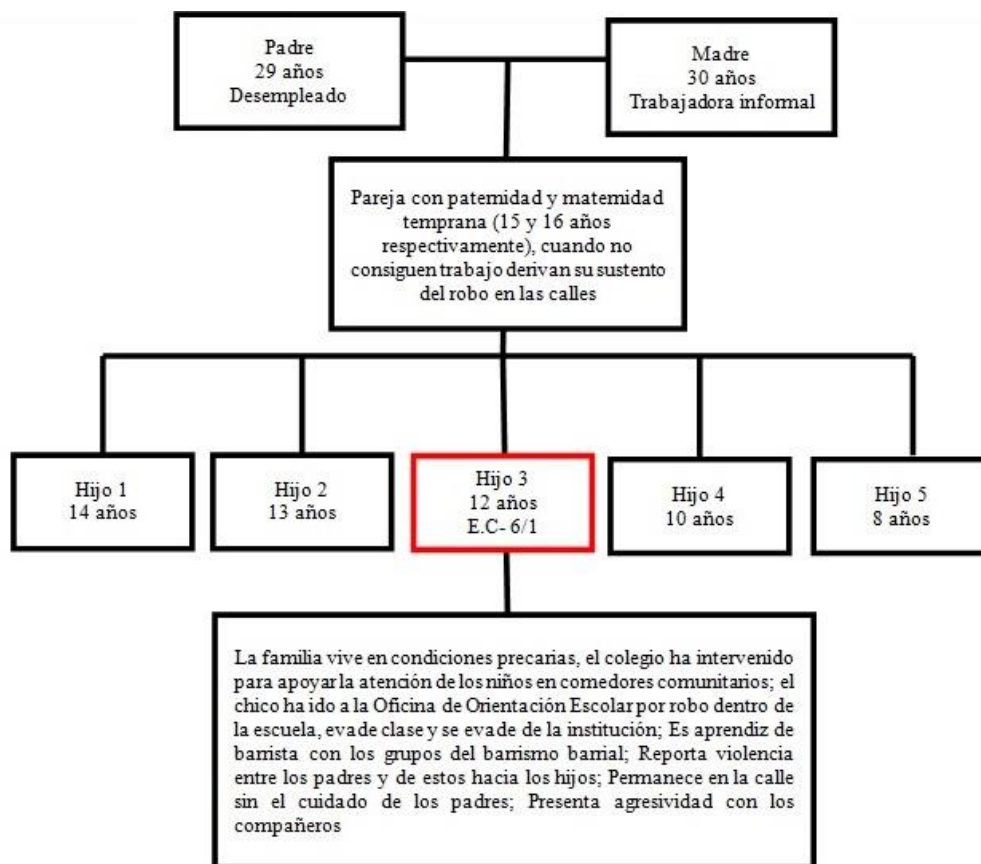 Padre
29 años
Desempleado
Madre
30 años
Trabajadora informal
Pareja con paternidad y maternidad
temprana (15 y 16 años
respectivamente), cuando no
consiguen trabajo derivan su sustento
del robo en las calles
Hijo 1
14 años
Hijo 2
13 años
Hijo 3
12 años
E.C- 6/1
Hijo 4
10 años
Hijo 5
8 años
La familia vive en condiciones precarias, el colegio ha intervenido
para apoyar la atención de los niños en comedores comunitarios; el
chico ha ido a la Oficina de Orientación Escolar por robo dentro de
la escuela, evade clase y se evade de la institución; Es aprendiz de
barrista con los grupos del barrismo barrial; Reporta violencia
entre los padres y de estos hacia los hijos; Permanece en la calle
sin el cuidado de los padres; Presenta agresividad con los
compañeros